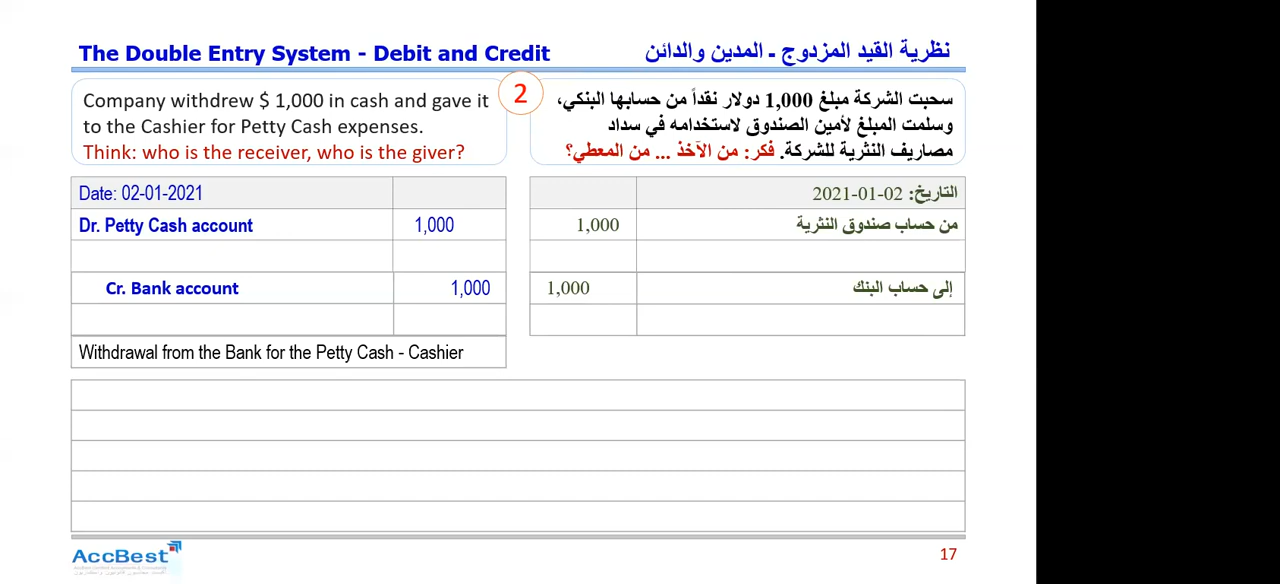 The Double Entry System - Debit and Credit
نظرية القيد المزدوج - المدين والدائن
Company withdrew $ 1,000 in cash and gave it
to the Cashier for Petty Cash expenses.
Think: who is the receiver, who is the giver?
2
سحبت الشركة مبلغ 1,000 دولار نقداً من حسابها البنكي،
وسلمت المبلغ لأمين الصندوق لاستخدامه في سداد
مصاريف النثرية للشركة. فكر: من الآخذ ... من المعطي؟
Date: 02-01-2021
Dr. Petty Cash account 1,000
Cr. Bank account 1,000
Withdrawal from the Bank for the Petty Cash - Cashier
التاريخ: 02-01-2021
من حساب صندوق النثرية 1,000
إلى حساب البنك 1,000
AccBest
17